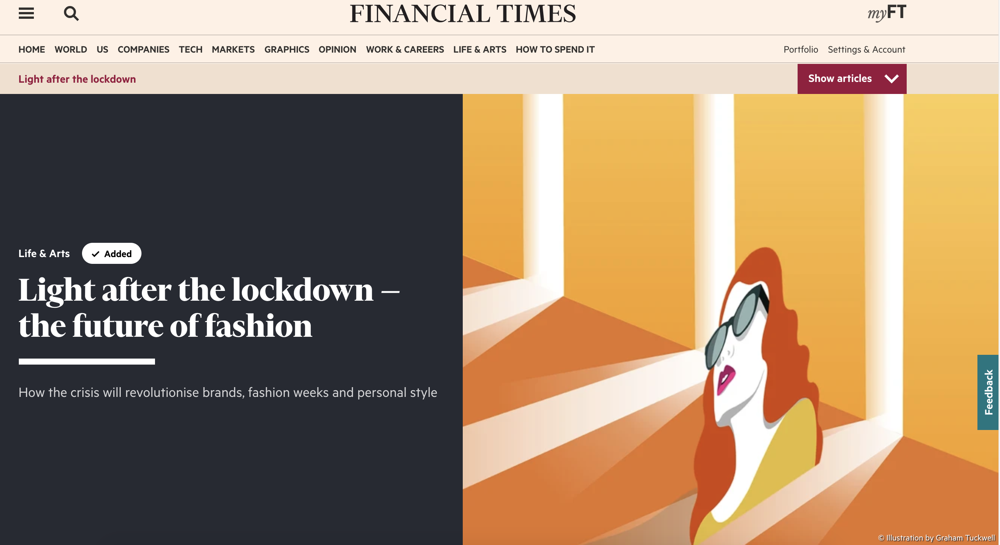 FINANCIAL TIMES
myFT
HOME WORLD US COMPANIES TECH MARKETS GRAPHICS OPINION WORK & CAREERS LIFE & ARTS HOW TO SPEND IT
Portfolio Settings & Account
Light after the lockdown
Show articles
Life & Arts
Added
Light after the lockdown –
the future of fashion
How the crisis will revolutionise brands, fashion weeks and personal style
Feedback
© Illustration by Graham Tuckwell